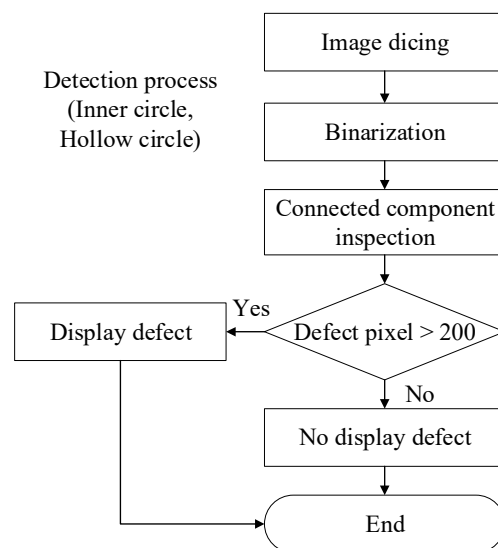 Image dicing
Detection process
(Inner circle,
Hollow circle)
Binarization
Connected component
inspection
Yes
Defect pixel > 200
Display defect
No
No display defect
End